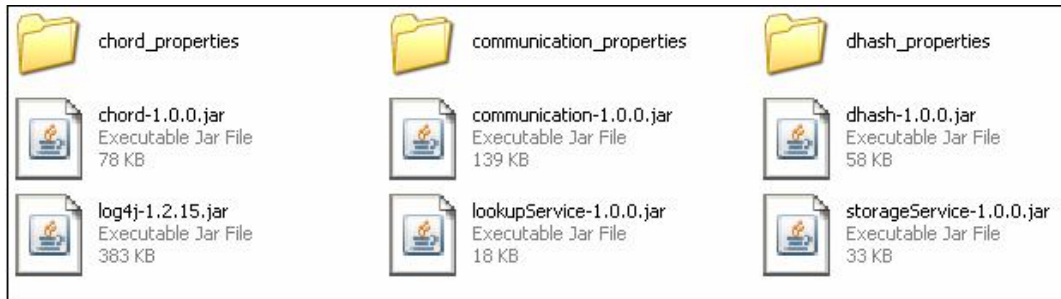 chord_properties
communication_properties
dhash_properties
chord-1.0.0.jar
Executable Jar File
78 KB
communication-1.0.0.jar
Executable Jar File
139 KB
dhash-1.0.0.jar
Executable Jar File
58 KB
log4j-1.2.15.jar
Executable Jar File
383 KB
lookupService-1.0.0.jar
Executable Jar File
18 KB
storageService-1.0.0.jar
Executable Jar File
33 KB